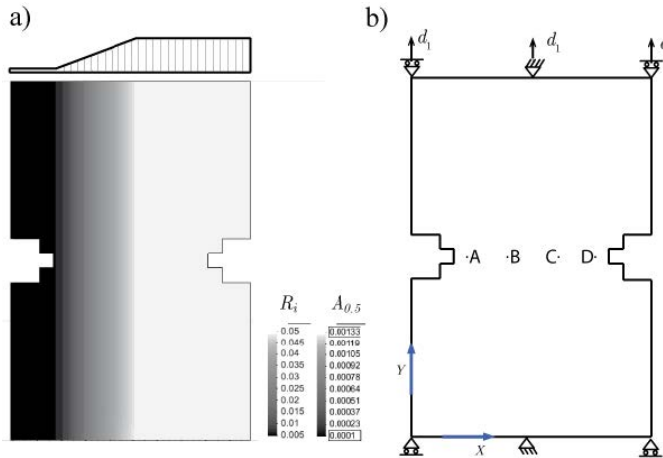 a)
b)
d₁ d₁
A B C D
Y
X
R_i A_0.5
0.05 0.00133
0.045 0.00119
0.04 0.00105
0.035 0.00092
0.03 0.00078
0.025 0.00064
0.02 0.00051
0.015 0.00037
0.01 0.00023
0.005 0.0001